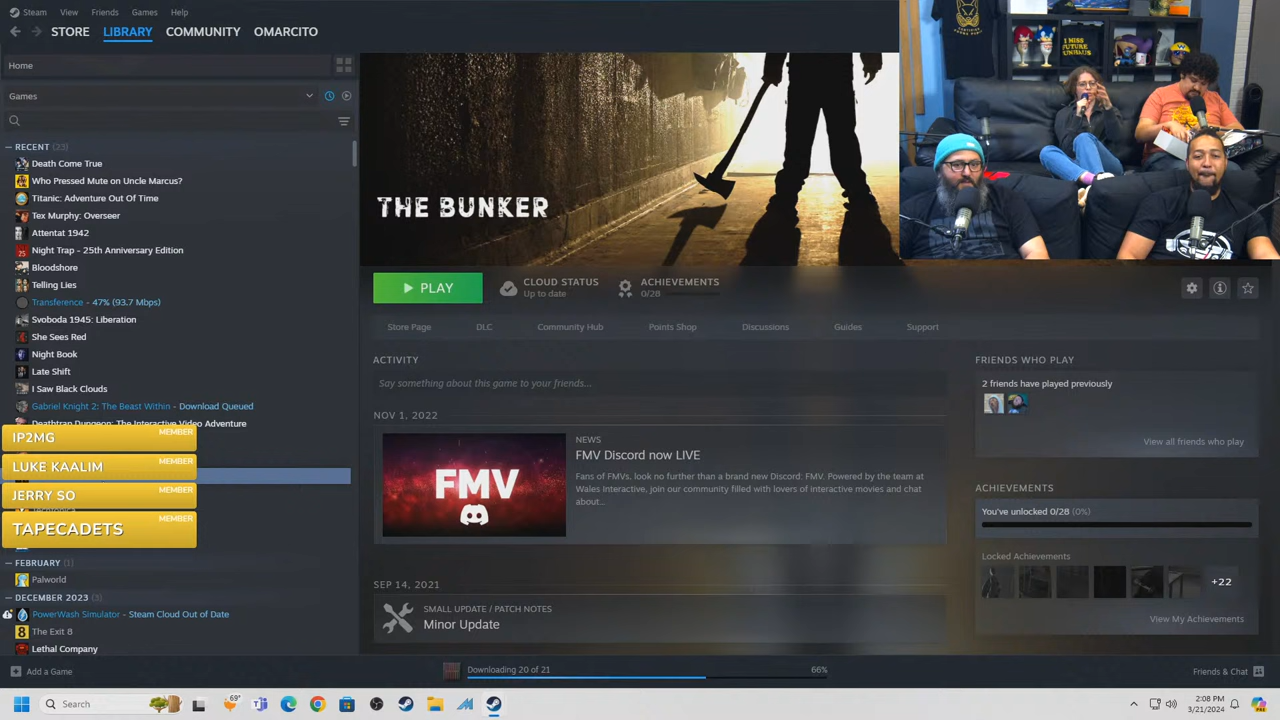 Steam View Friends Games Help
STORE LIBRARY COMMUNITY OMARCITO
Home
Games
RECENT (23)
Death Come True
Who Pressed Mute on Uncle Marcus?
Titanic: Adventure Out Of Time
Tex Murphy: Overseer
Attentat 1942
Night Trap - 25th Anniversary Edition
Bloodshore
Telling Lies
Transference - 47% (93.7 Mbps)
Svoboda 1945: Liberation
She Sees Red
Night Book
Late Shift
I Saw Black Clouds
Gabriel Knight 2: The Beast Within - Download Queued
Deathtrap Dungeon: The Interactive Video Adventure
IP2MG MEMBER
LUKE KAALIM MEMBER
JERRY SO MEMBER
TAPECADETS MEMBER
FEBRUARY (1)
Palworld
DECEMBER 2023 (3)
PowerWash Simulator - Steam Cloud Out of Date
The Exit 8
Lethal Company
Add a Game
THE BUNKER
PLAY
CLOUD STATUS
Up to date
ACHIEVEMENTS
0/28
Store Page DLC Community Hub Points Shop Discussions Guides Support
ACTIVITY
Say something about this game to your friends...
NOV 1, 2022
FMV
NEWS
FMV Discord now LIVE
Fans of FMVs, look no further than a brand new Discord: FMV. Powered by the team at
Wales Interactive, join our community filled with lovers of interactive movies and chat
about...
SEP 14, 2021
SMALL UPDATE / PATCH NOTES
Minor Update
FRIENDS WHO PLAY
2 friends have played previously
View all friends who play
ACHIEVEMENTS
You've unlocked 0/28 (0%)
Locked Achievements
+22
View My Achievements
Downloading 20 of 21 66%
Friends & Chat
I MISS
FUTURE
Search
69°
2:08 PM
3/21/2024